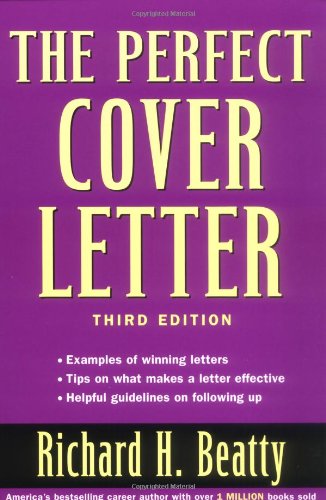 THE PERFECT
COVER
LETTER
THIRD EDITION
• Examples of winning letters
• Tips on what makes a letter effective
• Helpful guidelines on following up
Richard H. Beatty
America's bestselling career author with over 1 MILLION books sold